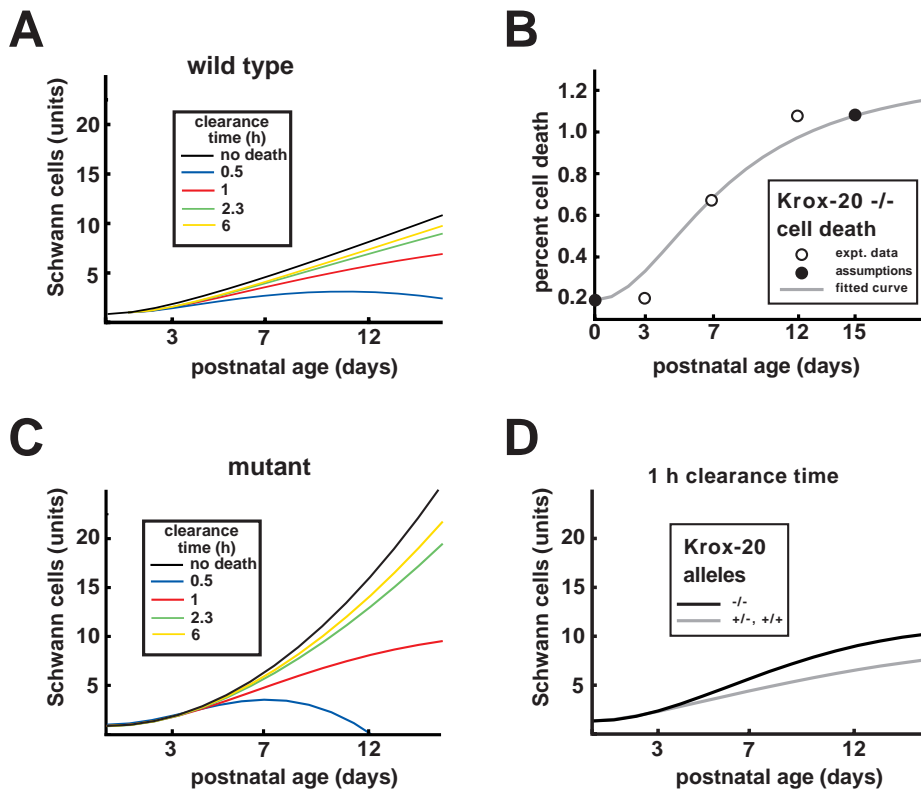 A
wild type
Schwann cells (units)
20
15
10
5
clearance
time (h)
no death
0.5
1
2.3
6
3
7
12
postnatal age (days)
B
percent cell death
1.2
1.0
0.8
0.6
0.4
0.2
Krox-20 -/-
cell death
expt. data
assumptions
fitted curve
0
3
7
12
15
postnatal age (days)
C
mutant
Schwann cells (units)
20
15
10
5
clearance
time (h)
no death
0.5
1
2.3
6
3
7
12
postnatal age (days)
D
1 h clearance time
Schwann cells (units)
20
15
10
5
Krox-20
alleles
-/-
+/-, +/+
3
7
12
postnatal age (days)